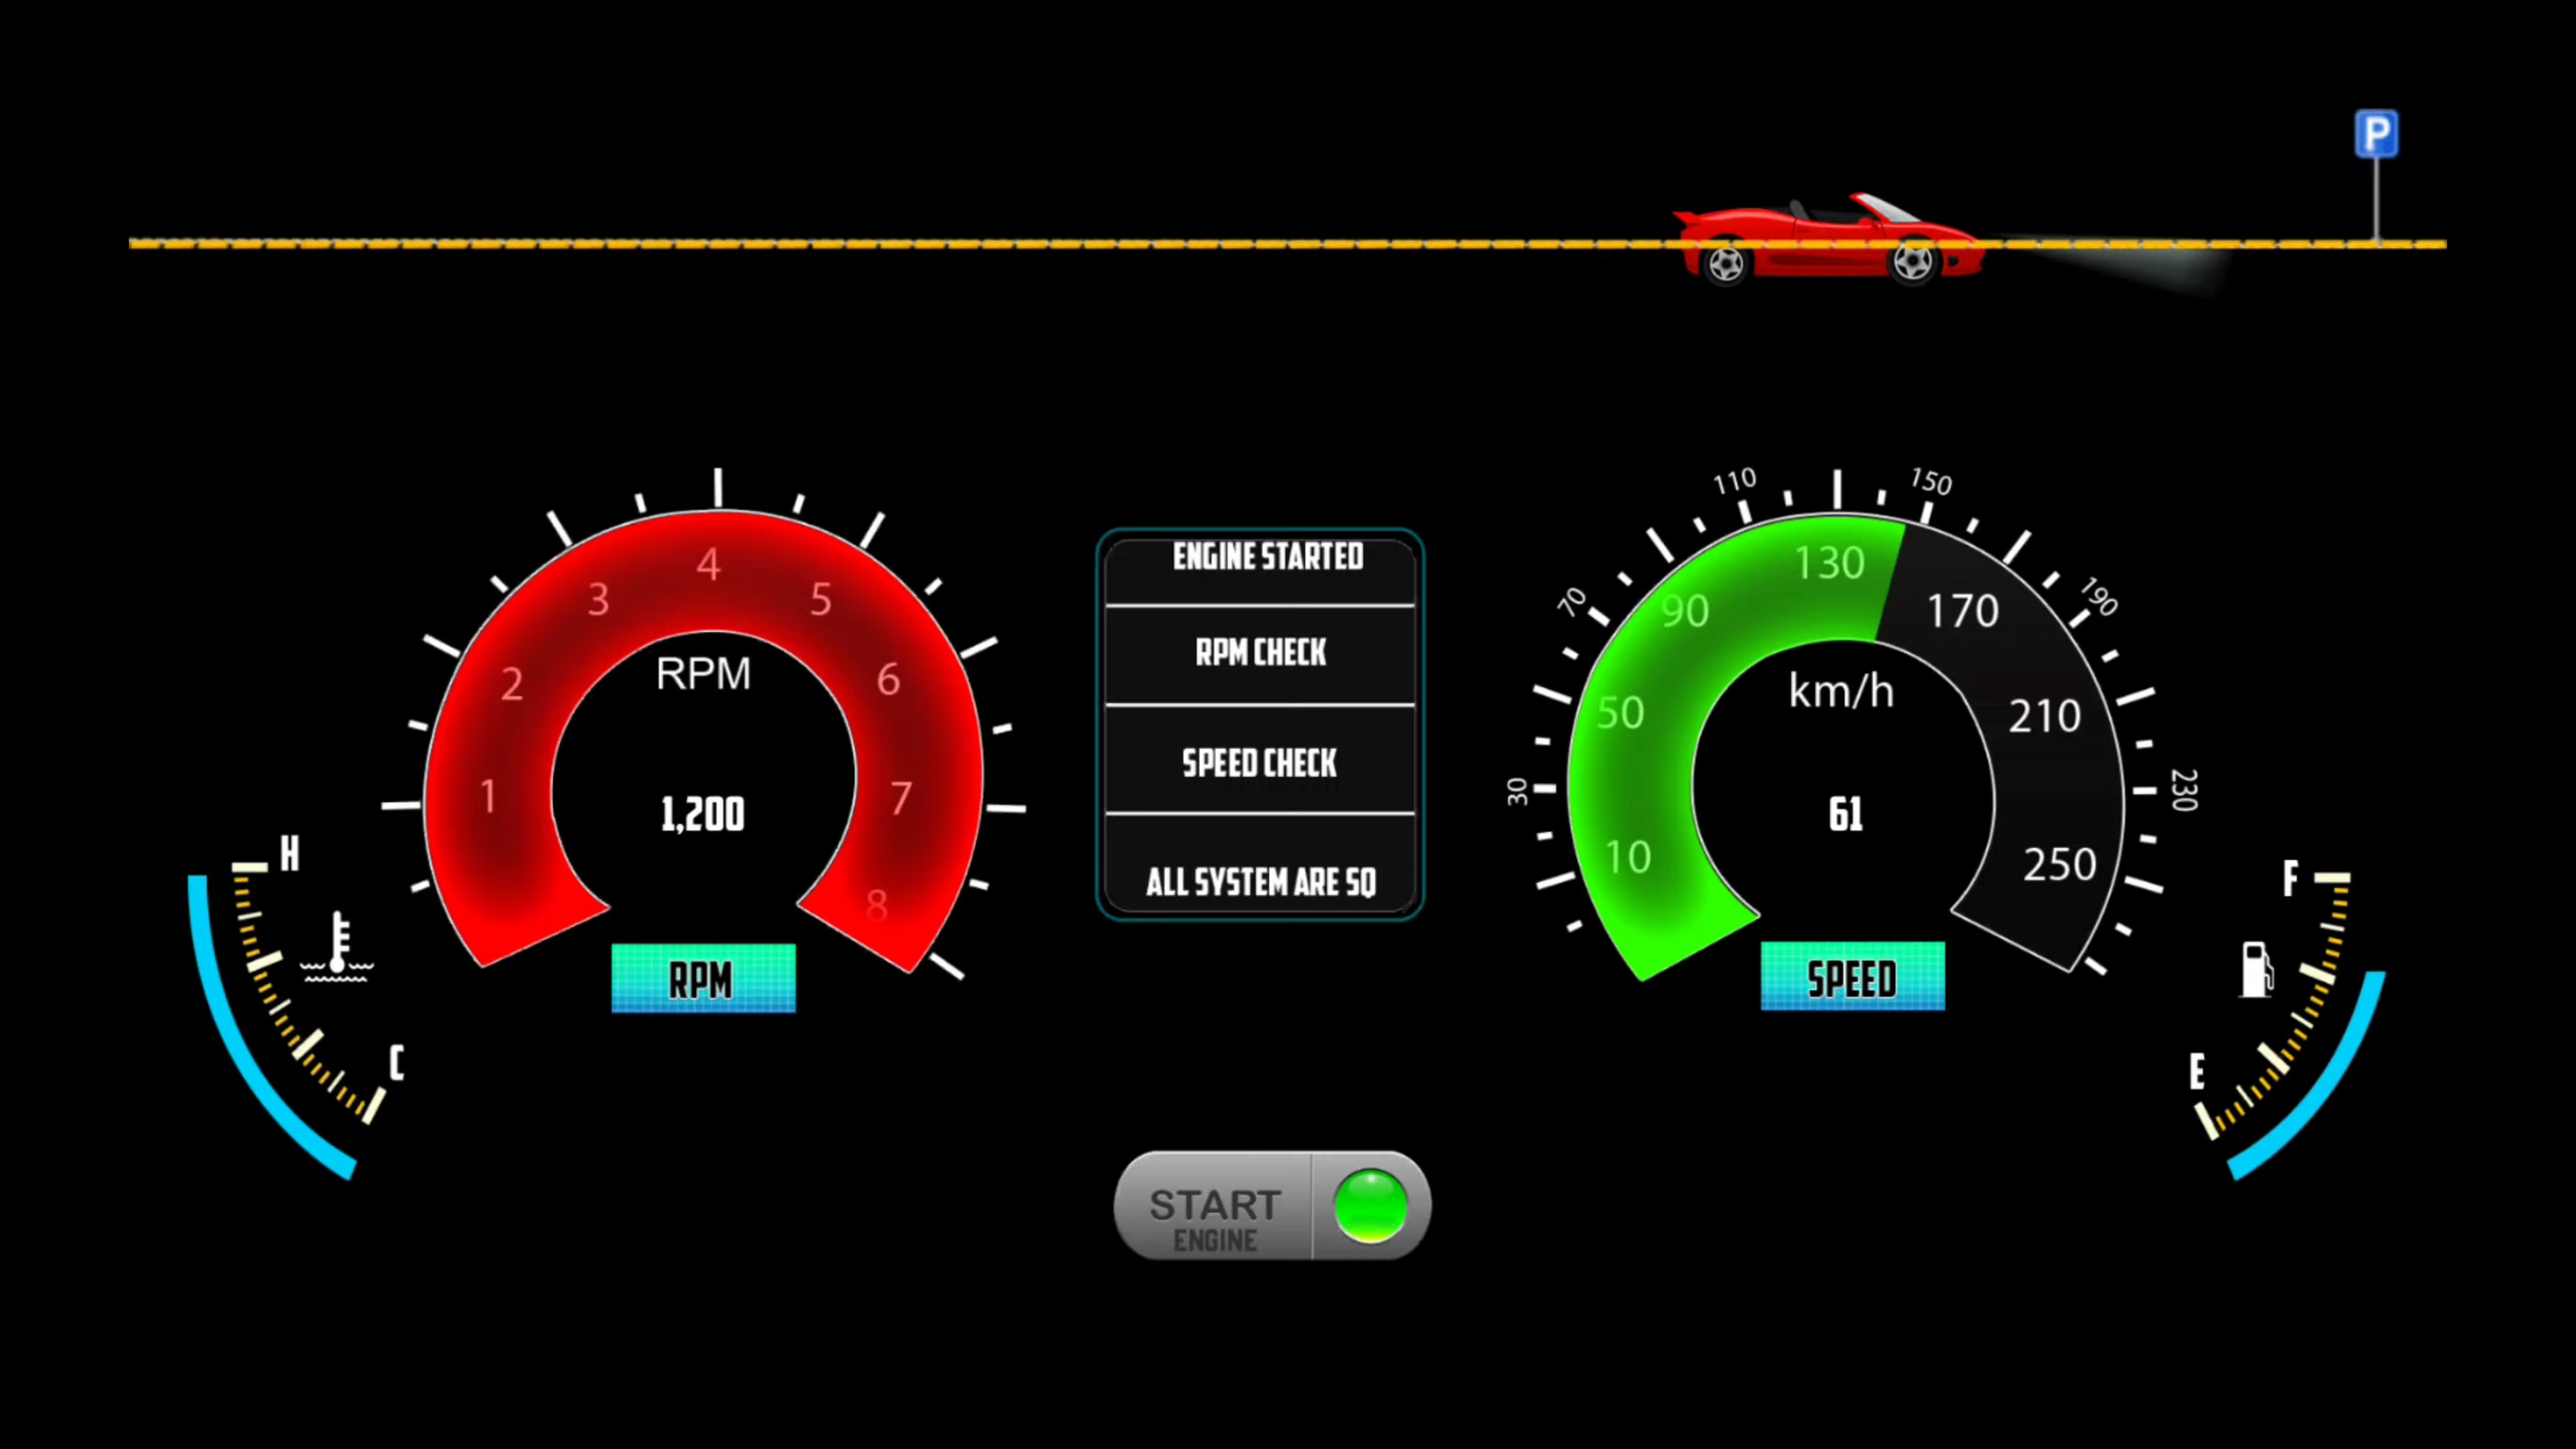 P
110
150
4
130
ENGINE STARTED
3
5
70
90
170
190
RPM CHECK
RPM
2
6
km/h
50
210
SPEED CHECK
1
7
30
230
1,200
61
H
10
250
ALL SYSTEM ARE SQ
F
8
RPM
SPEED
C
E
START
ENGINE